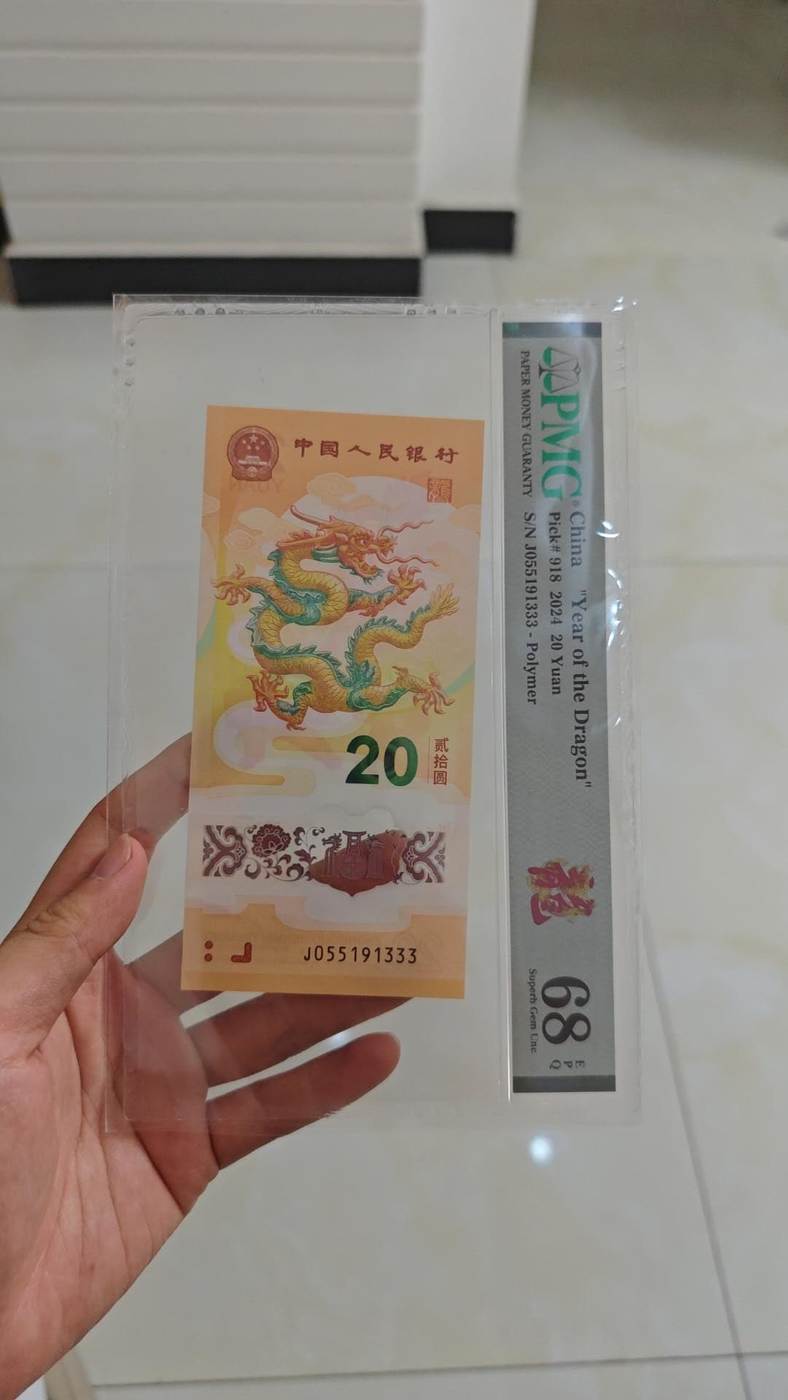 中国人民银行
20
贰拾圆
J055191333
PMG
PAPER MONEY GUARANTY
China "Year of the Dragon"
Pick# 918 2024 20 Yuan
S/N J055191333 - Polymer
龍
68
EPQ
Superb Gem Unc